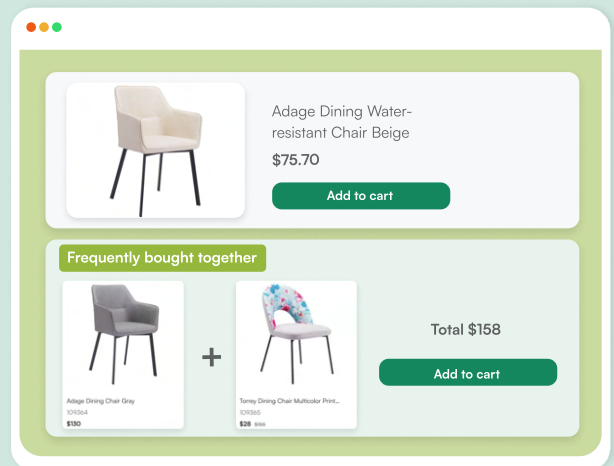 Adage Dining Water-
resistant Chair Beige
$75.70
Add to cart
Frequently bought together
Adage Dining Chair Gray
109364
$130
+
Torrey Dining Chair Multicolor Print...
109365
$28
Total $158
Add to cart